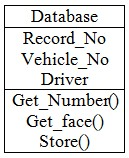 Database
Record_No
Vehicle_No
Driver
Get_Number()
Get_face()
Store()